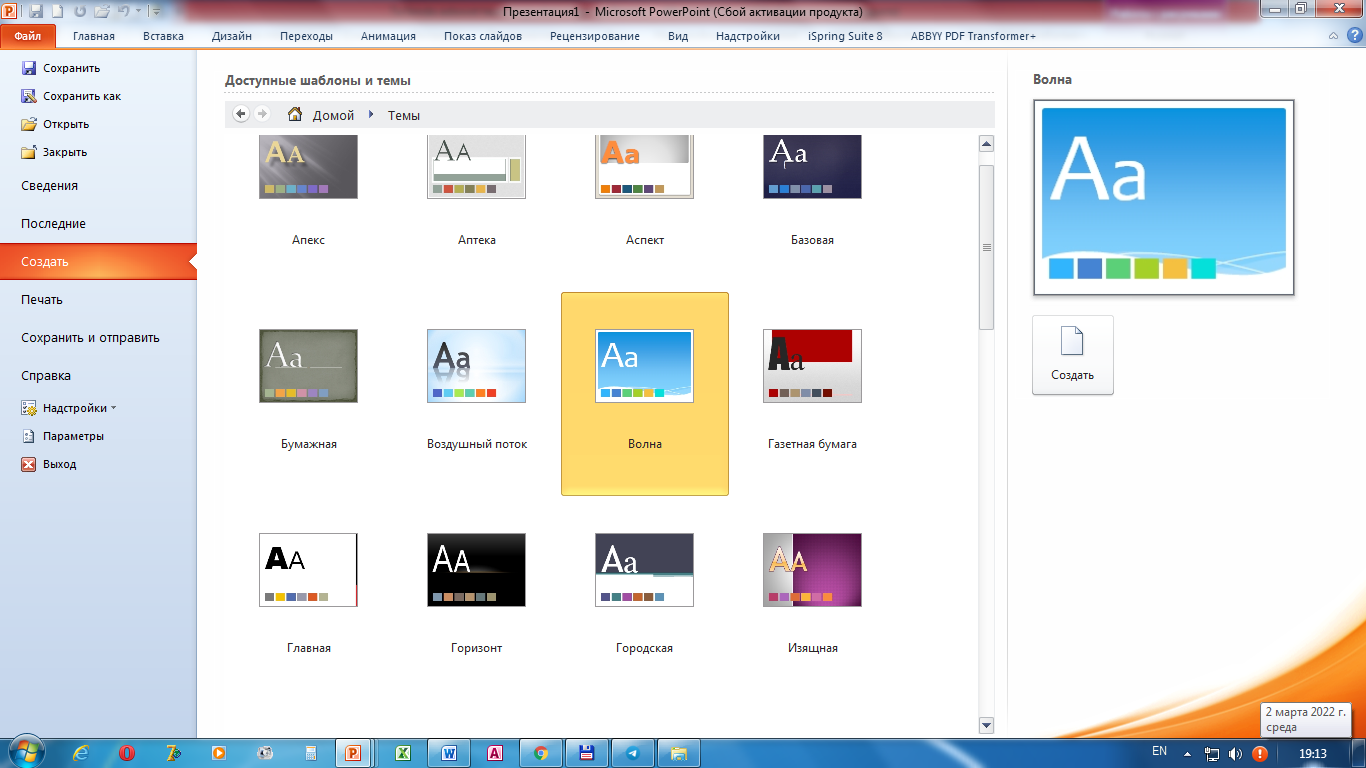 Презентация1 - Microsoft PowerPoint (Сбой активации продукта)
Файл Главная Вставка Дизайн Переходы Анимация Показ слайдов Рецензирование Вид Надстройки iSpring Suite 8 ABBYY PDF Transformer+
Сохранить
Сохранить как
Открыть
Закрыть
Сведения
Последние
Создать
Печать
Сохранить и отправить
Справка
Надстройки
Параметры
Выход
Доступные шаблоны и темы
Домой Темы
Aa Aa Aa Aa
Апекс Аптека Аспект Базовая
Aa Aa Aa Aa
Бумажная Воздушный поток Волна Газетная бумага
Aa Aa Aa Aa
Главная Горизонт Городская Изящная
Волна
Aa
Создать
2 марта 2022 г.
среда
EN 19:13